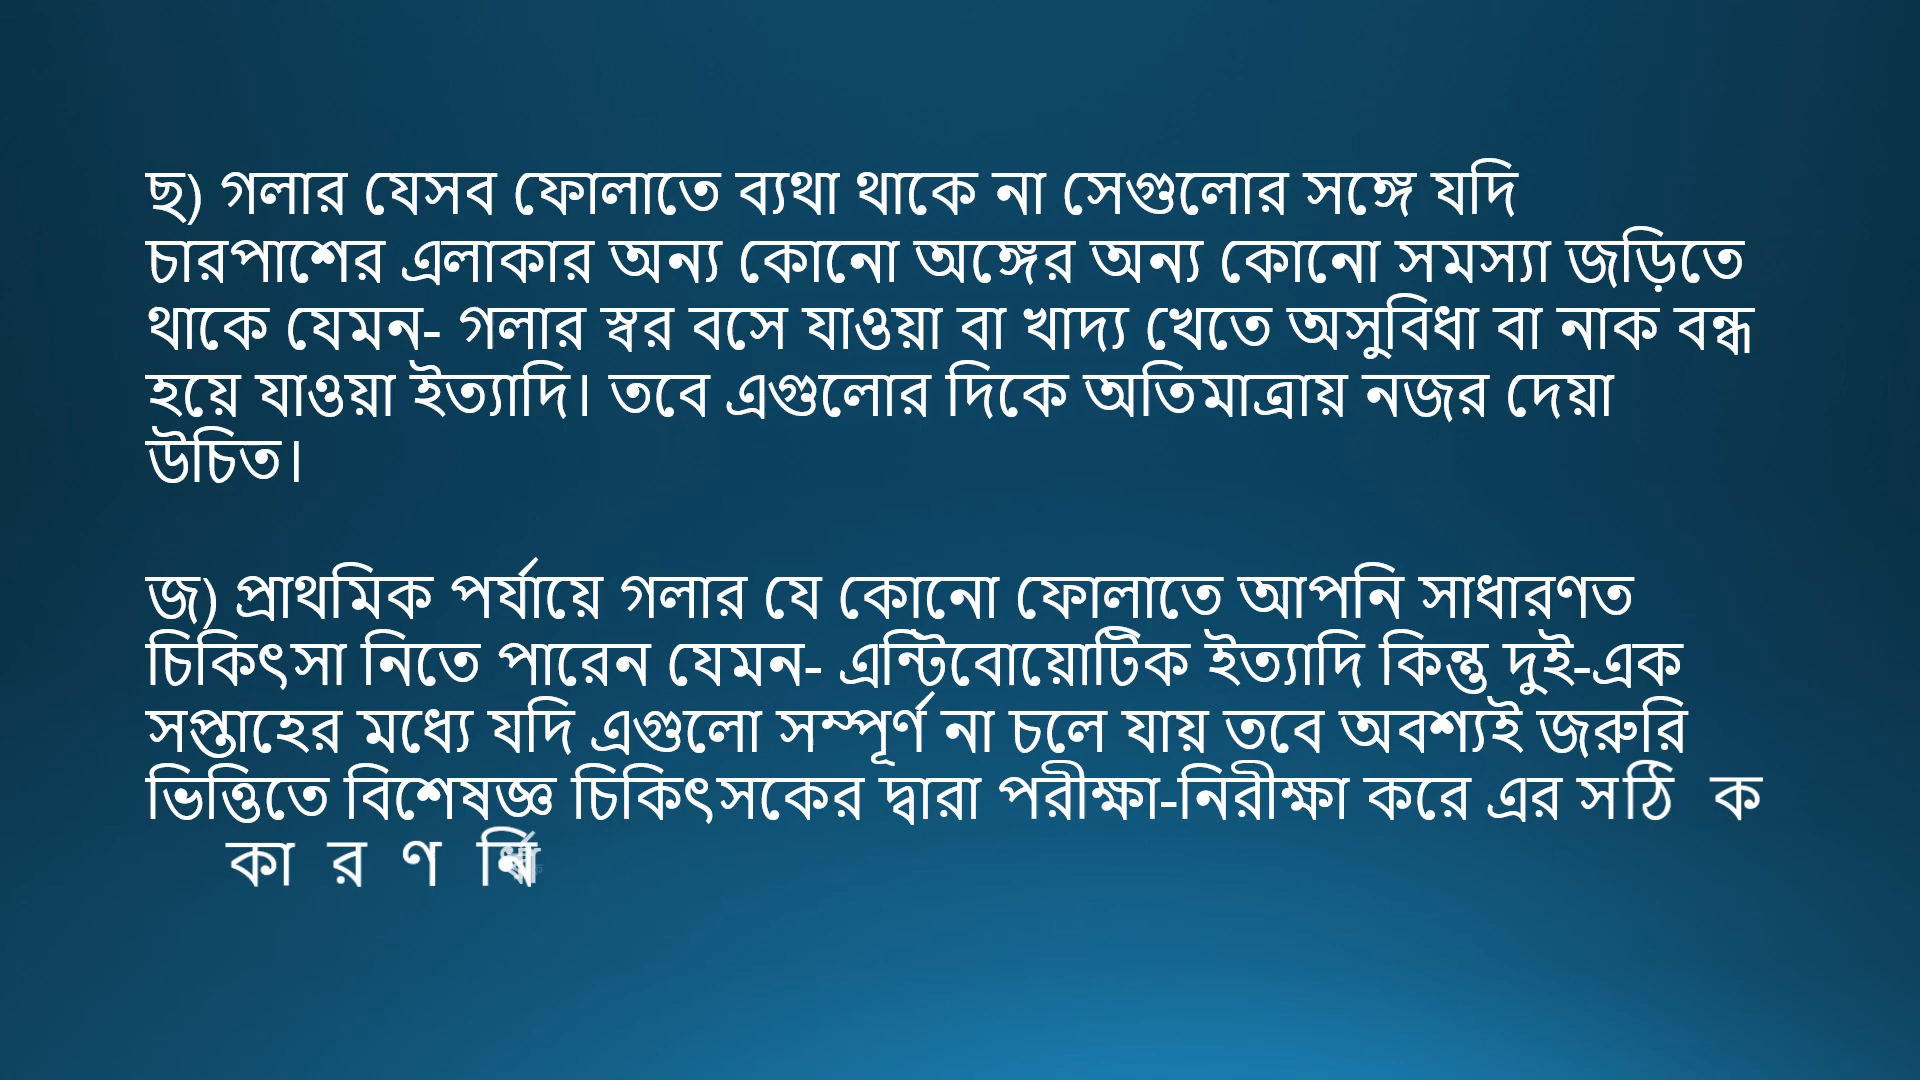 ছ) গলার যেসব ফোলাতে ব্যথা থাকে না সেগুলোর সঙ্গে যদি
চারপাশের এলাকার অন্য কোনো অঙ্গের অন্য কোনো সমস্যা জড়িতে
থাকে যেমন- গলার স্বর বসে যাওয়া বা খাদ্য খেতে অসুবিধা বা নাক বন্ধ
হয়ে যাওয়া ইত্যাদি। তবে এগুলোর দিকে অতিমাত্রায় নজর দেয়া
উচিত।
জ) প্রাথমিক পর্যায়ে গলার যে কোনো ফোলাতে আপনি সাধারণত
চিকিৎসা নিতে পারেন যেমন- এন্টিবোয়োটিক ইত্যাদি কিন্তু দুই-এক
সপ্তাহের মধ্যে যদি এগুলো সম্পূর্ণ না চলে যায় তবে অবশ্যই জরুরি
ভিত্তিতে বিশেষজ্ঞ চিকিৎসকের দ্বারা পরীক্ষা-নিরীক্ষা করে এর সঠিক
কারণ